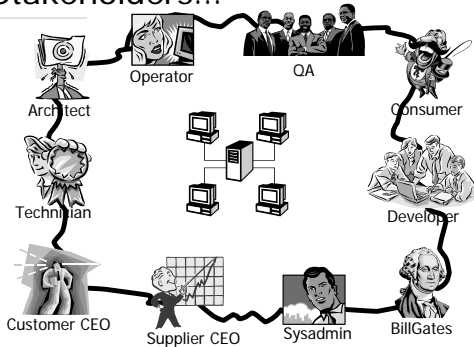 Stakeholders...
Operator
QA
Architect
Consumer
Technician
Developer
Customer CEO
Supplier CEO
Sysadmin
BillGates